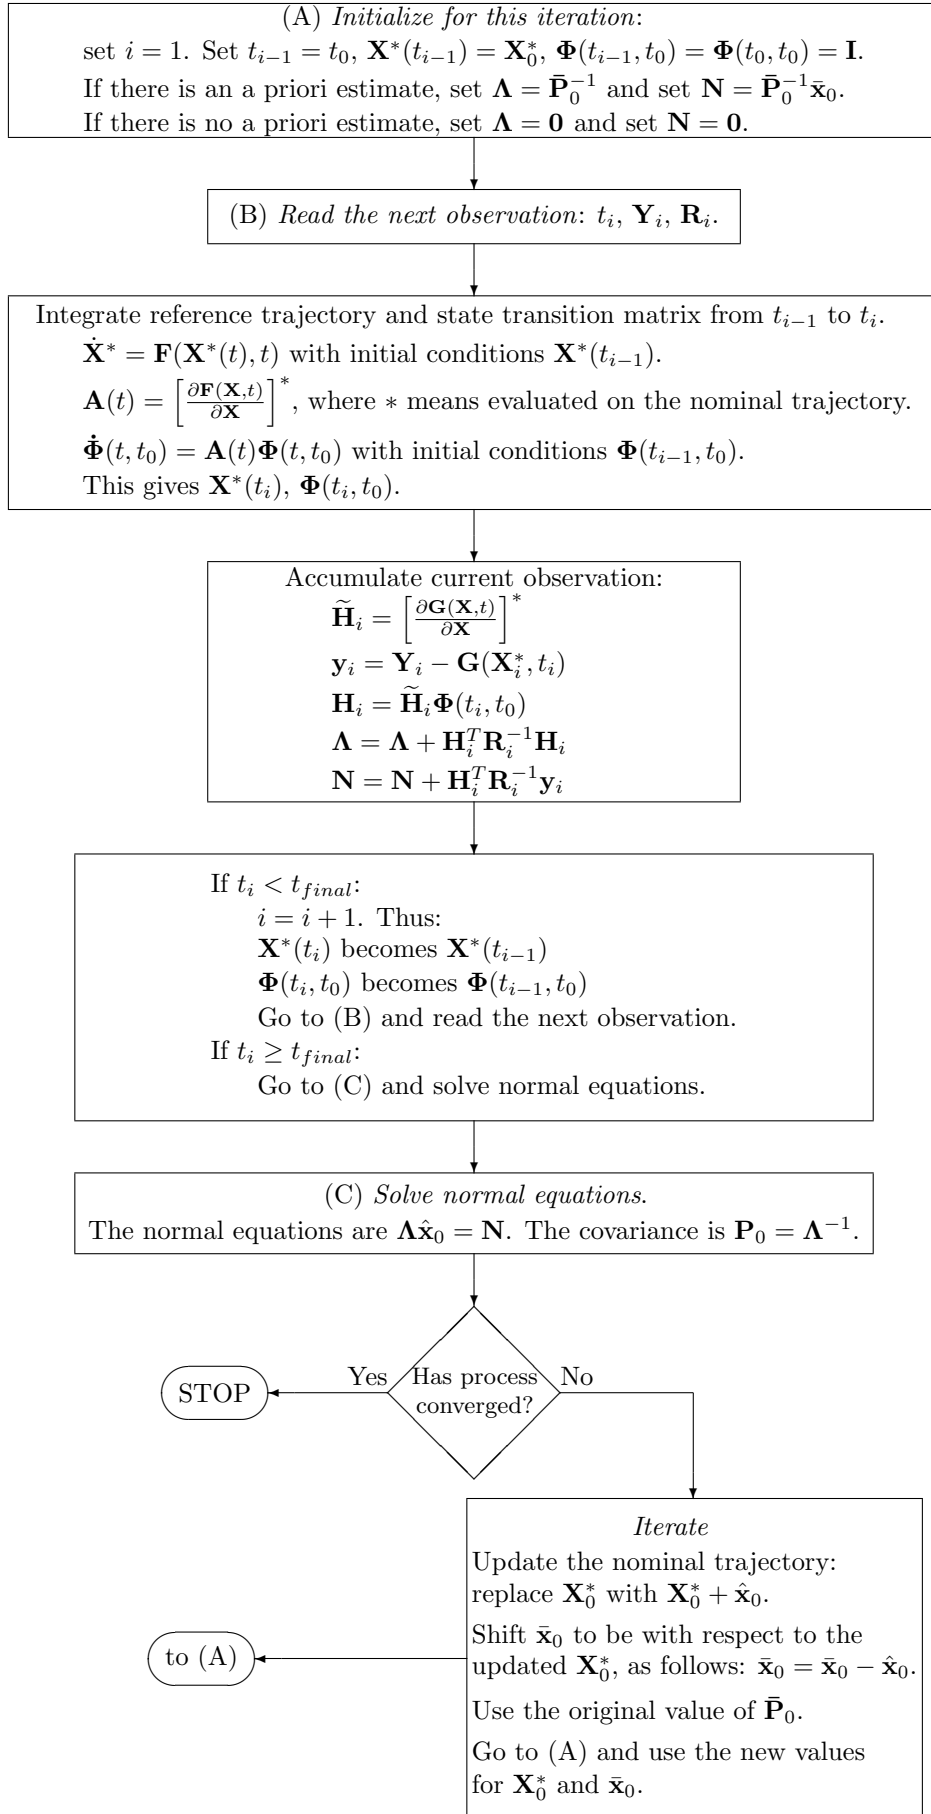 (A) Initialize for this iteration:
set i = 1. Set t_{i−1} = t_0, X*(t_{i−1}) = X*_0, Φ(t_{i−1}, t_0) = Φ(t_0, t_0) = I.
If there is an a priori estimate, set Λ = P̄_0^{−1} and set N = P̄_0^{−1} x̄_0.
If there is no a priori estimate, set Λ = 0 and set N = 0.
(B) Read the next observation: t_i, Y_i, R_i.
Integrate reference trajectory and state transition matrix from t_{i−1} to t_i.
Ẋ* = F(X*(t), t) with initial conditions X*(t_{i−1}).
A(t) = [∂F(X,t)/∂X]*, where * means evaluated on the nominal trajectory.
Φ̇(t, t_0) = A(t)Φ(t, t_0) with initial conditions Φ(t_{i−1}, t_0).
This gives X*(t_i), Φ(t_i, t_0).
Accumulate current observation:
H̃_i = [∂G(X,t)/∂X]*
y_i = Y_i − G(X*_i, t_i)
H_i = H̃_i Φ(t_i, t_0)
Λ = Λ + H_i^T R_i^{−1} H_i
N = N + H_i^T R_i^{−1} y_i
If t_i < t_{final}:
i = i + 1. Thus:
X*(t_i) becomes X*(t_{i−1})
Φ(t_i, t_0) becomes Φ(t_{i−1}, t_0)
Go to (B) and read the next observation.
If t_i ≥ t_{final}:
Go to (C) and solve normal equations.
(C) Solve normal equations.
The normal equations are Λx̂_0 = N. The covariance is P_0 = Λ^{−1}.
Has process
converged?
Yes
No
STOP
Iterate
Update the nominal trajectory:
replace X*_0 with X*_0 + x̂_0.
Shift x̄_0 to be with respect to the
updated X*_0, as follows: x̄_0 = x̄_0 − x̂_0.
Use the original value of P̄_0.
Go to (A) and use the new values
for X*_0 and x̄_0.
to (A)